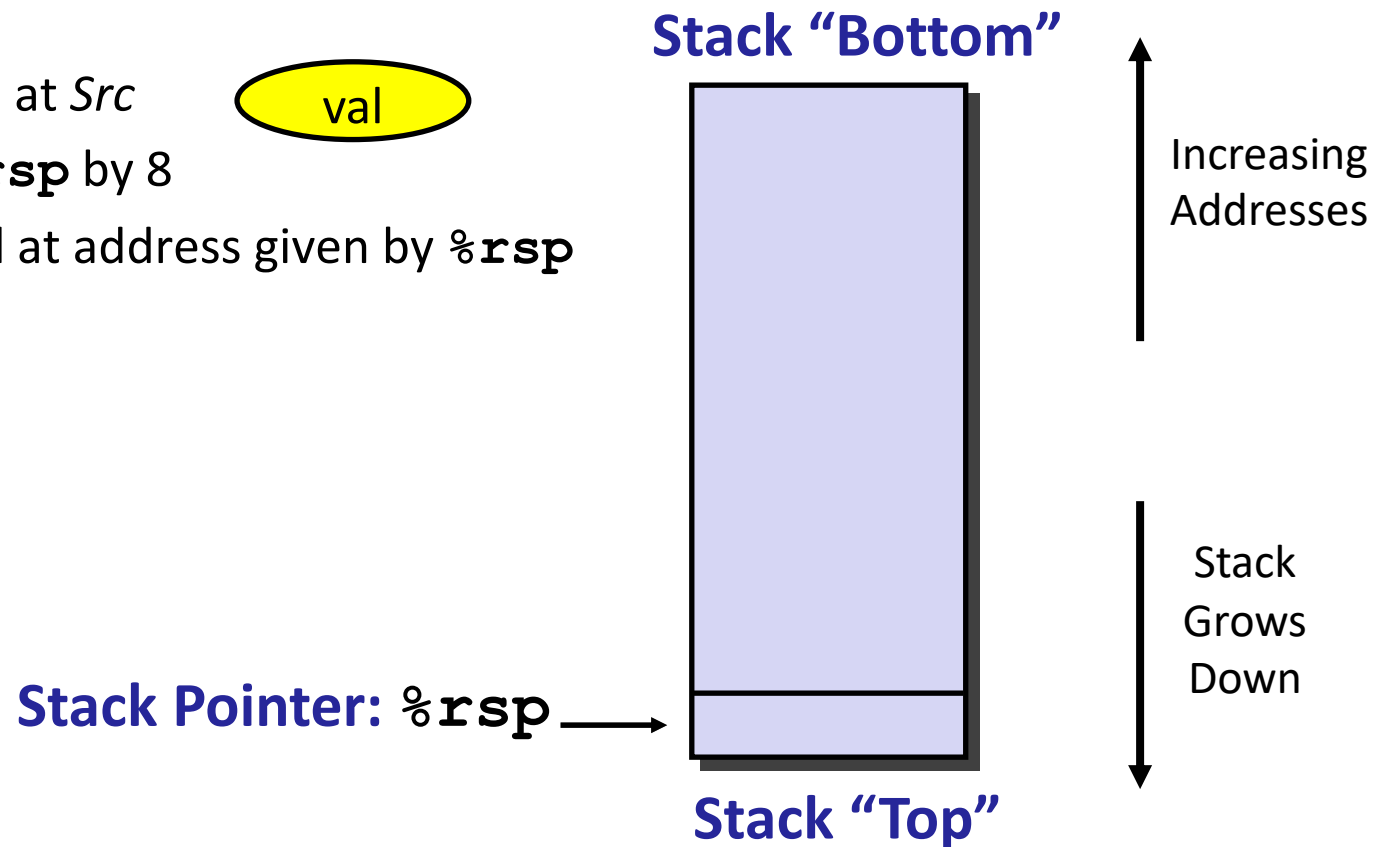 Stack “Bottom”
at Src
val
rsp by 8
at address given by %rsp
Increasing
Addresses
Stack
Grows
Down
Stack Pointer: %rsp
Stack “Top”